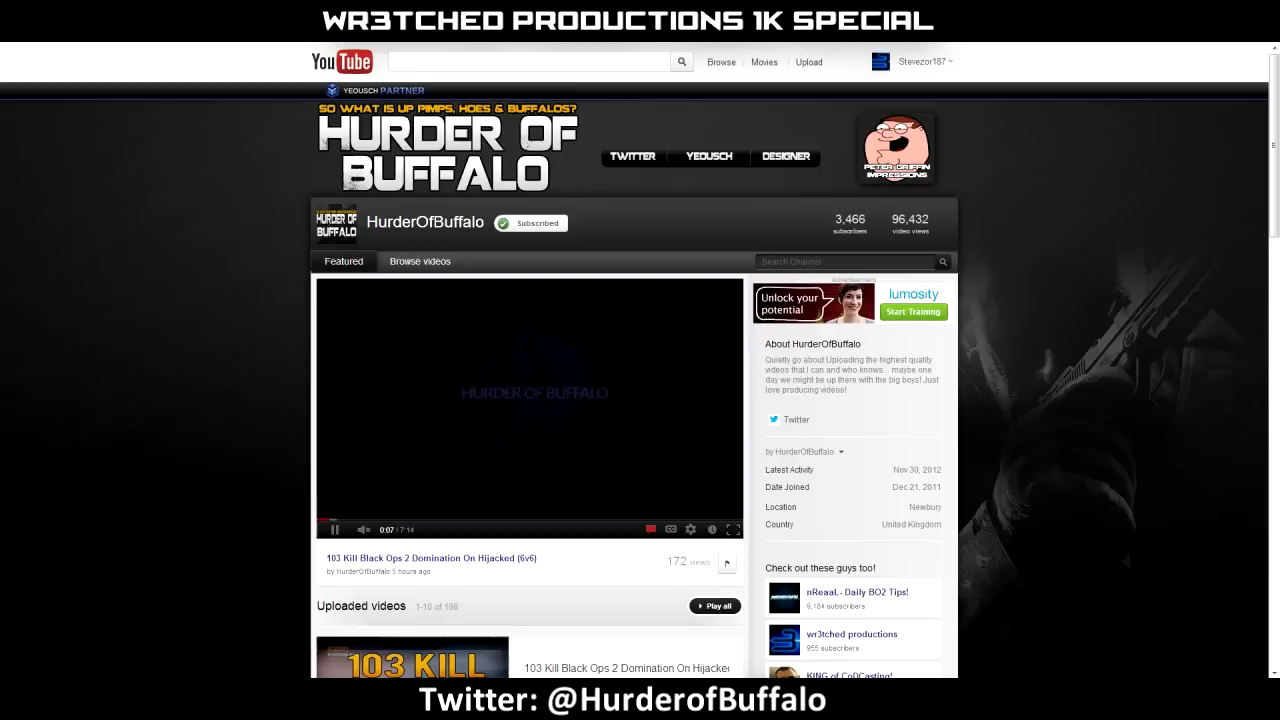 WR3TCHED PRODUCTIONS 1K SPECIAL
YouTube
Browse Movies Upload Stevezor187
YEOUSCH PARTNER
SO WHAT IS UP PIMPS, HOES & BUFFALOS?
HURDER OF
BUFFALO
TWITTER YEOUSCH DESIGNER
PETER GRIFFIN
IMPRESSIONS
HURDER OF
BUFFALO
HurderOfBuffalo Subscribed
3,466 96,432
subscribers video views
Featured Browse videos Search Channel
HURDER OF BUFFALO
0:07 / 7:14
Advertisement
Unlock your
potential
lumosity
Start Training
About HurderOfBuffalo
Quietly go about Uploading the highest quality
videos that I can and who knows... maybe one
day we might be up there with the big boys! Just
love producing videos!
Twitter
by HurderOfBuffalo
Latest Activity Nov 30, 2012
Date Joined Dec 21, 2011
Location Newbury
Country United Kingdom
103 Kill Black Ops 2 Domination On Hijacked (6v6)
by HurderOfBuffalo 5 hours ago
172 views
Uploaded videos 1-10 of 198 Play all
103 KILL
103 Kill Black Ops 2 Domination On Hijacked
Check out these guys too!
nReaaL- Daily BO2 Tips!
9,184 subscribers
wr3tched productions
955 subscribers
KING of CoDCasting!
Twitter: @HurderofBuffalo